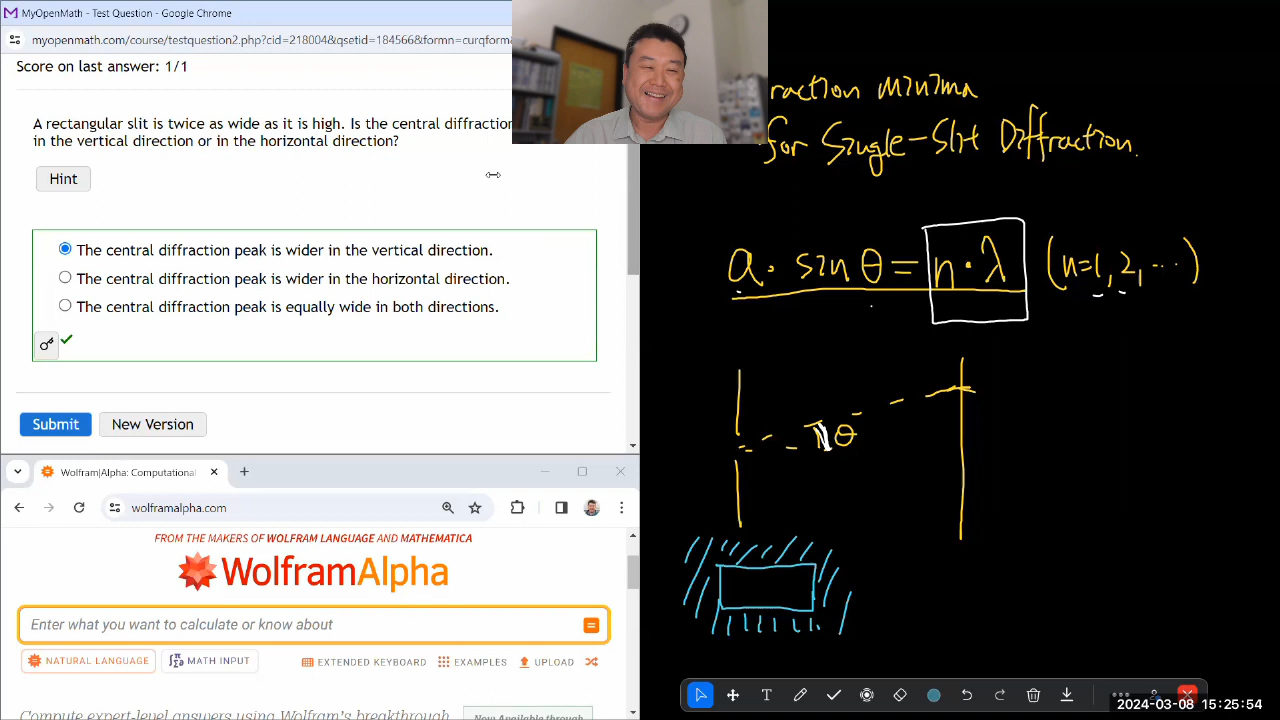 MyOpenMath - Test Question - Google Chrome
myopenmath.com/course/testquestion2.php?cid=218004&qsetid=184566&formn=curqform&
Score on last answer: 1/1
A rectangular slit is twice as wide as it is high. Is the central diffraction
in the vertical direction or in the horizontal direction?
Hint
The central diffraction peak is wider in the vertical direction.
The central diffraction peak is wider in the horizontal direction.
The central diffraction peak is equally wide in both directions.
Submit
New Version
raction Minima
for Single-Slit Diffraction.
a · sin θ = n · λ (n=1, 2, ...)
θ
Wolfram|Alpha: Computational
wolframalpha.com
FROM THE MAKERS OF WOLFRAM LANGUAGE AND MATHEMATICA
WolframAlpha
Enter what you want to calculate or know about
NATURAL LANGUAGE
MATH INPUT
EXTENDED KEYBOARD
EXAMPLES
UPLOAD
Compute expert-level answers using Wolfram's breakthrough
Now Available through
2024-03-08 15:25:54